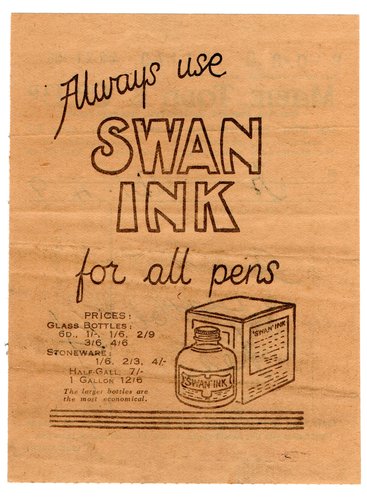 Always use
SWAN
INK
for all pens
PRICES:
GLASS BOTTLES:
6D., 1/-, 1/6, 2/9
3/6, 4/6
STONEWARE:
1/6, 2/3, 4/-
HALF-GALL. 7/-
1 GALLON 12/6
The larger bottles are
the most economical.
"SWAN" INK
SWAN INK